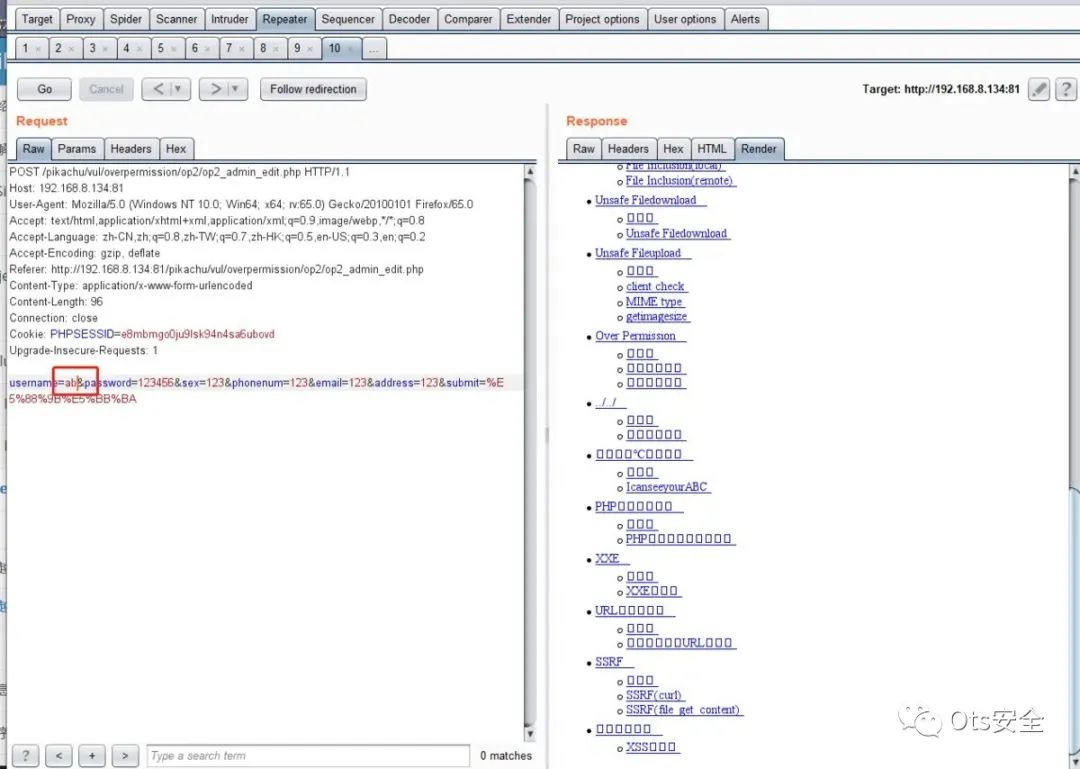 Target Proxy Spider Scanner Intruder Repeater Sequencer Decoder Comparer Extender Project options User options Alerts
1 × 2 × 3 × 4 × 5 × 6 × 7 × 8 × 9 × 10 × ...
Go Cancel < ▼ > ▼ Follow redirection Target: http://192.168.8.134:81 ?
Request
Raw Params Headers Hex
POST /pikachu/vul/overpermission/op2/op2_admin_edit.php HTTP/1.1
Host: 192.168.8.134:81
User-Agent: Mozilla/5.0 (Windows NT 10.0; Win64; x64; rv:65.0) Gecko/20100101 Firefox/65.0
Accept: text/html,application/xhtml+xml,application/xml;q=0.9,image/webp,*/*;q=0.8
Accept-Language: zh-CN,zh;q=0.8,zh-TW;q=0.7,zh-HK;q=0.5,en-US;q=0.3,en;q=0.2
Accept-Encoding: gzip, deflate
Referer: http://192.168.8.134:81/pikachu/vul/overpermission/op2/op2_admin_edit.php
Content-Type: application/x-www-form-urlencoded
Content-Length: 96
Connection: close
Cookie: PHPSESSID=e8mbmgo0ju9lsk94n4sa6ubovd
Upgrade-Insecure-Requests: 1
username=ab&password=123456&sex=123&phonenum=123&email=123&address=123&submit=%E
5%88%9B%E5%BB%BA
? < + > Type a search term 0 matches
Response
Raw Headers Hex HTML Render
File Inclusion(local)
File Inclusion(remote)
Unsafe Filedownload
Unsafe Filedownload
Unsafe Fileupload
client check
MIME type
getimagesize
Over Permission
../../
℃
IcanseeyourABC
PHP
PHP
XXE
XXE
URL
URL
SSRF
SSRF(curl)
SSRF(file_get_content)
XSS
Ots安全